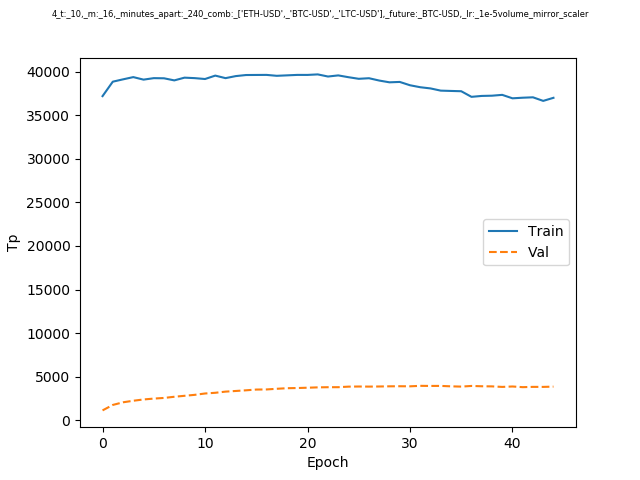 4_t:_10,_m:_16,_minutes_apart:_240_comb:_['ETH-USD',_'BTC-USD',_'LTC-USD'],_future:_BTC-USD,_lr:_1e-5volume_mirror_scaler
40000
35000
30000
25000
20000
15000
10000
5000
0
Tp
Train
Val
0 10 20 30 40
Epoch